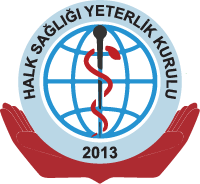 HALK SAĞLIĞI YETERLİK KURULU
2013